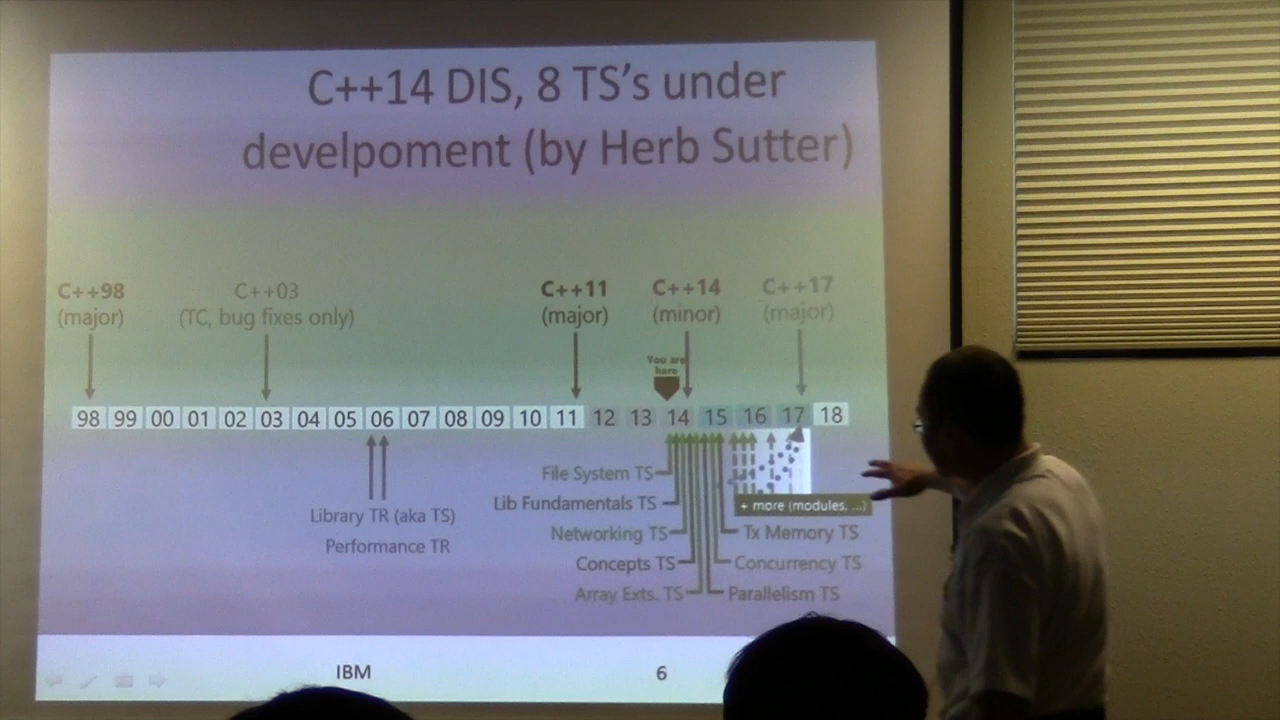 C++14 DIS, 8 TS's under
develpoment (by Herb Sutter)
C++98
(major)
C++03
(TC, bug fixes only)
C++11
(major)
C++14
(minor)
C++17
(major)
You are
here
98 99 00 01 02 03 04 05 06 07 08 09 10 11 12 13 14 15 16 17 18
Library TR (aka TS)
Performance TR
File System TS
Lib Fundamentals TS
Networking TS
Concepts TS
Array Exts. TS
+ more (modules, ...)
Tx Memory TS
Concurrency TS
Parallelism TS
IBM
6